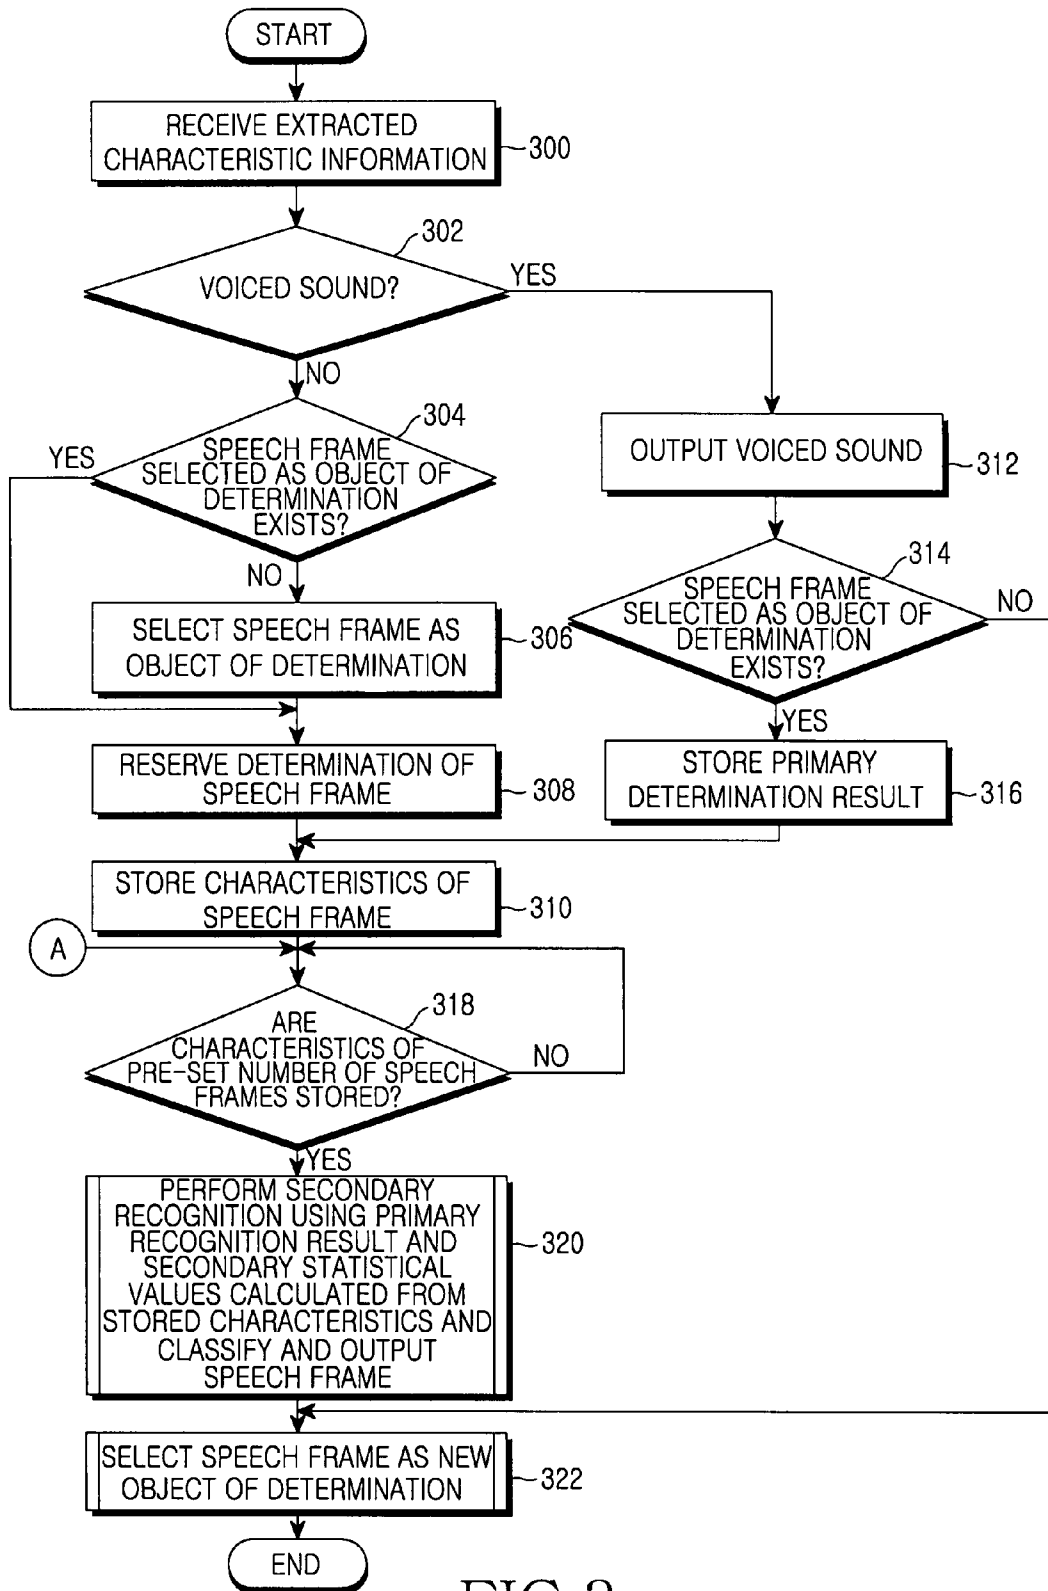 START
RECEIVE EXTRACTED
CHARACTERISTIC INFORMATION
300
302
VOICED SOUND?
YES
NO
304
SPEECH FRAME
SELECTED AS OBJECT OF
DETERMINATION
EXISTS?
YES
NO
OUTPUT VOICED SOUND
312
314
SPEECH FRAME
SELECTED AS OBJECT OF
DETERMINATION
EXISTS?
NO
YES
SELECT SPEECH FRAME AS
OBJECT OF DETERMINATION
306
RESERVE DETERMINATION OF
SPEECH FRAME
308
STORE PRIMARY
DETERMINATION RESULT
316
STORE CHARACTERISTICS OF
SPEECH FRAME
310
A
318
ARE
CHARACTERISTICS OF
PRE-SET NUMBER OF SPEECH
FRAMES STORED?
NO
YES
PERFORM SECONDARY
RECOGNITION USING PRIMARY
RECOGNITION RESULT AND
SECONDARY STATISTICAL
VALUES CALCULATED FROM
STORED CHARACTERISTICS AND
CLASSIFY AND OUTPUT
SPEECH FRAME
320
SELECT SPEECH FRAME AS NEW
OBJECT OF DETERMINATION
322
END